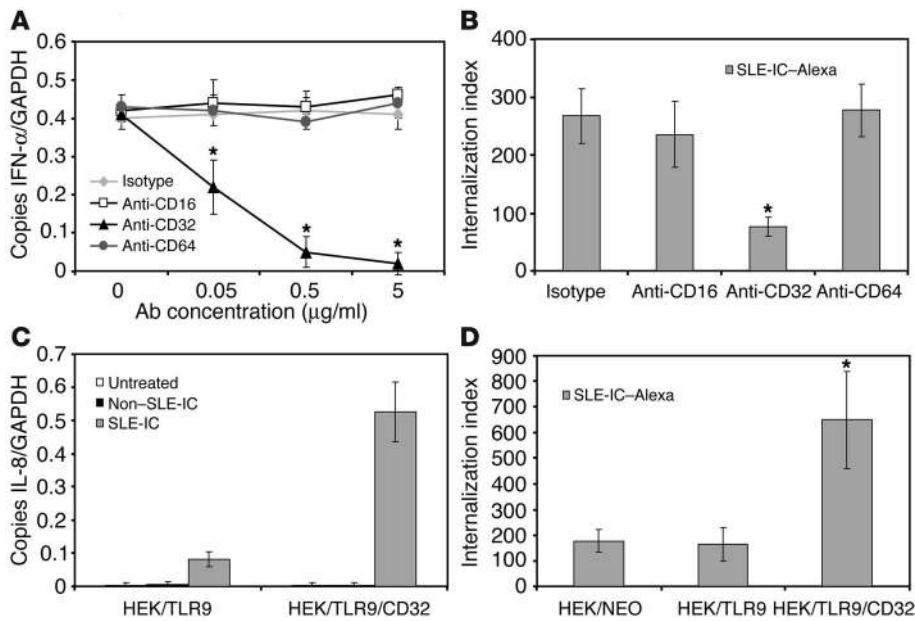 A
Copies IFN-α/GAPDH
0.6
0.5
0.4
0.3
0.2
0.1
0
*
*
*
Isotype
Anti-CD16
Anti-CD32
Anti-CD64
0 0.05 0.5 5
Ab concentration (μg/ml)
B
Internalization index
400
300
200
100
0
SLE-IC–Alexa
*
Isotype Anti-CD16 Anti-CD32 Anti-CD64
C
Copies IL-8/GAPDH
0.7
0.6
0.5
0.4
0.3
0.2
0.1
0
Untreated
Non–SLE-IC
SLE-IC
HEK/TLR9 HEK/TLR9/CD32
D
Internalization index
900
800
700
600
500
400
300
200
100
0
SLE-IC–Alexa
*
HEK/NEO HEK/TLR9 HEK/TLR9/CD32